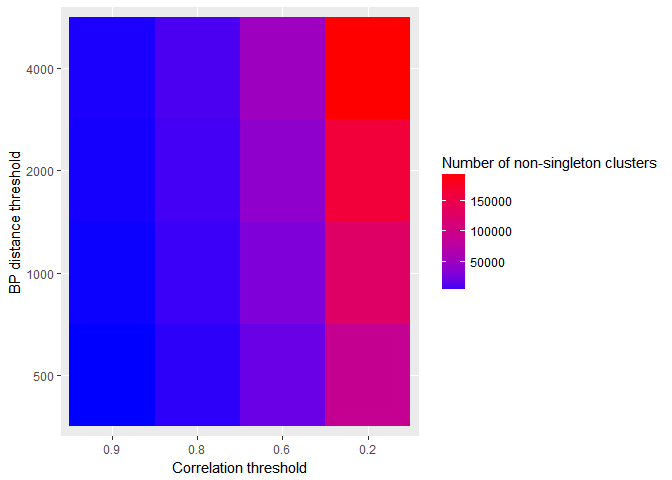 4000
2000
1000
500
BP distance threshold
0.9 0.8 0.6 0.2
Correlation threshold
Number of non-singleton clusters
150000
100000
50000